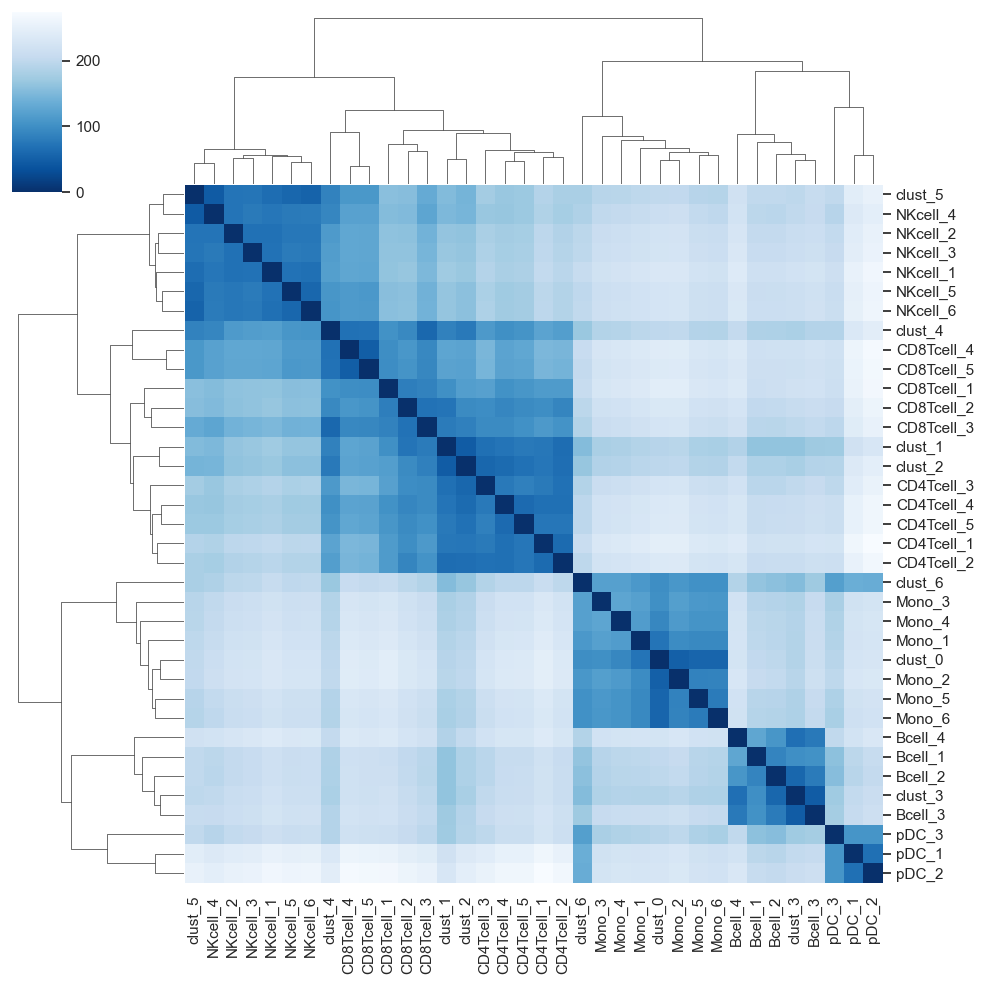 200
100
0
clust_5
NKcell_4
NKcell_2
NKcell_3
NKcell_1
NKcell_5
NKcell_6
clust_4
CD8Tcell_4
CD8Tcell_5
CD8Tcell_1
CD8Tcell_2
CD8Tcell_3
clust_1
clust_2
CD4Tcell_3
CD4Tcell_4
CD4Tcell_5
CD4Tcell_1
CD4Tcell_2
clust_6
Mono_3
Mono_4
Mono_1
clust_0
Mono_2
Mono_5
Mono_6
Bcell_4
Bcell_1
Bcell_2
clust_3
Bcell_3
pDC_3
pDC_1
pDC_2
clust_5
NKcell_4
NKcell_2
NKcell_3
NKcell_1
NKcell_5
NKcell_6
clust_4
CD8Tcell_4
CD8Tcell_5
CD8Tcell_1
CD8Tcell_2
CD8Tcell_3
clust_1
clust_2
CD4Tcell_3
CD4Tcell_4
CD4Tcell_5
CD4Tcell_1
CD4Tcell_2
clust_6
Mono_3
Mono_4
Mono_1
clust_0
Mono_2
Mono_5
Mono_6
Bcell_4
Bcell_1
Bcell_2
clust_3
Bcell_3
pDC_3
pDC_1
pDC_2